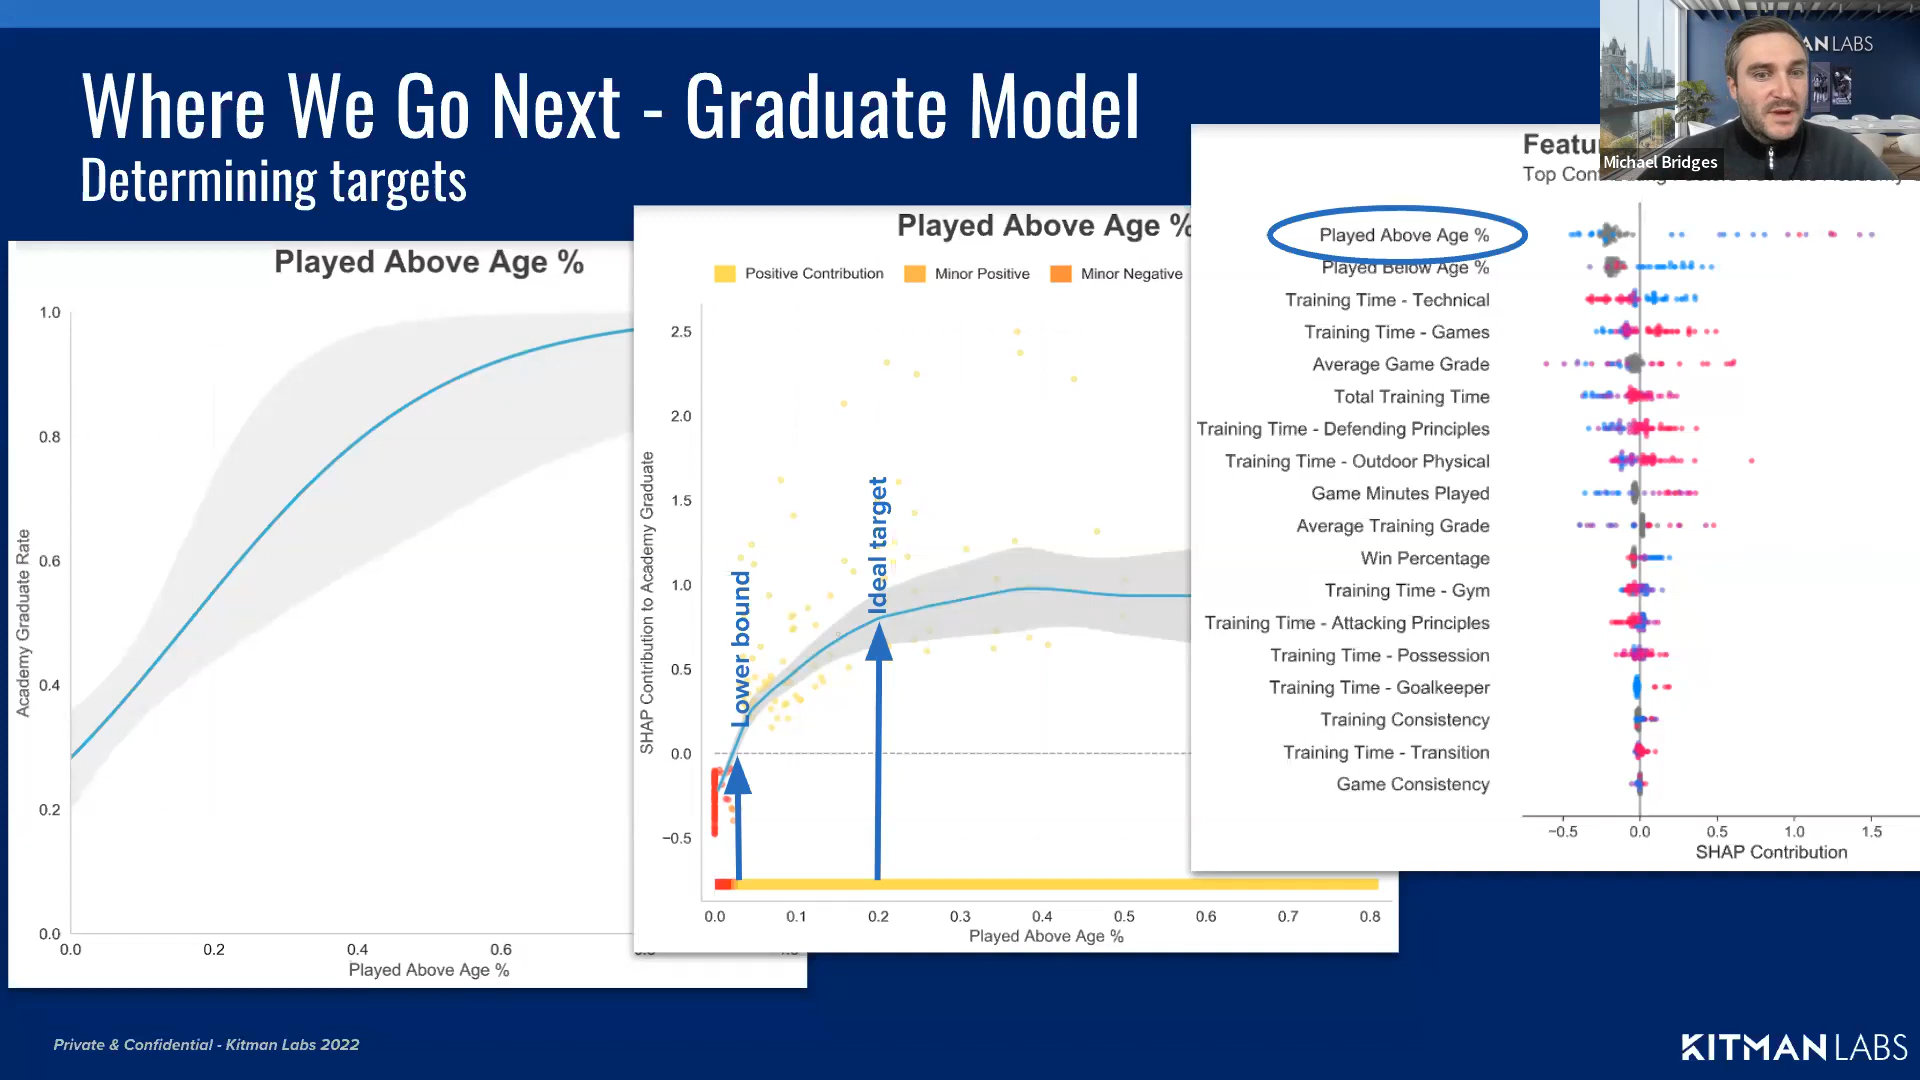 Where We Go Next - Graduate Model
Determining targets
ANLABS
Michael Bridges
Played Above Age %
1.0
0.8
0.6
0.4
0.2
0.0
Academy Graduate Rate
0.0 0.2 0.4 0.6
Played Above Age %
Played Above Age %
Positive Contribution Minor Positive Minor Negative
2.5
2.0
1.5
1.0
0.5
0.0
−0.5
SHAP Contribution to Academy Graduate
Lower bound
Ideal target
0.0 0.1 0.2 0.3 0.4 0.5 0.6 0.7 0.8
Played Above Age %
Featu
Top Con
Played Above Age %
Played Below Age %
Training Time - Technical
Training Time - Games
Average Game Grade
Total Training Time
Training Time - Defending Principles
Training Time - Outdoor Physical
Game Minutes Played
Average Training Grade
Win Percentage
Training Time - Gym
Training Time - Attacking Principles
Training Time - Possession
Training Time - Goalkeeper
Training Consistency
Training Time - Transition
Game Consistency
−0.5 0.0 0.5 1.0 1.5
SHAP Contribution
Private & Confidential - Kitman Labs 2022
KITMAN LABS